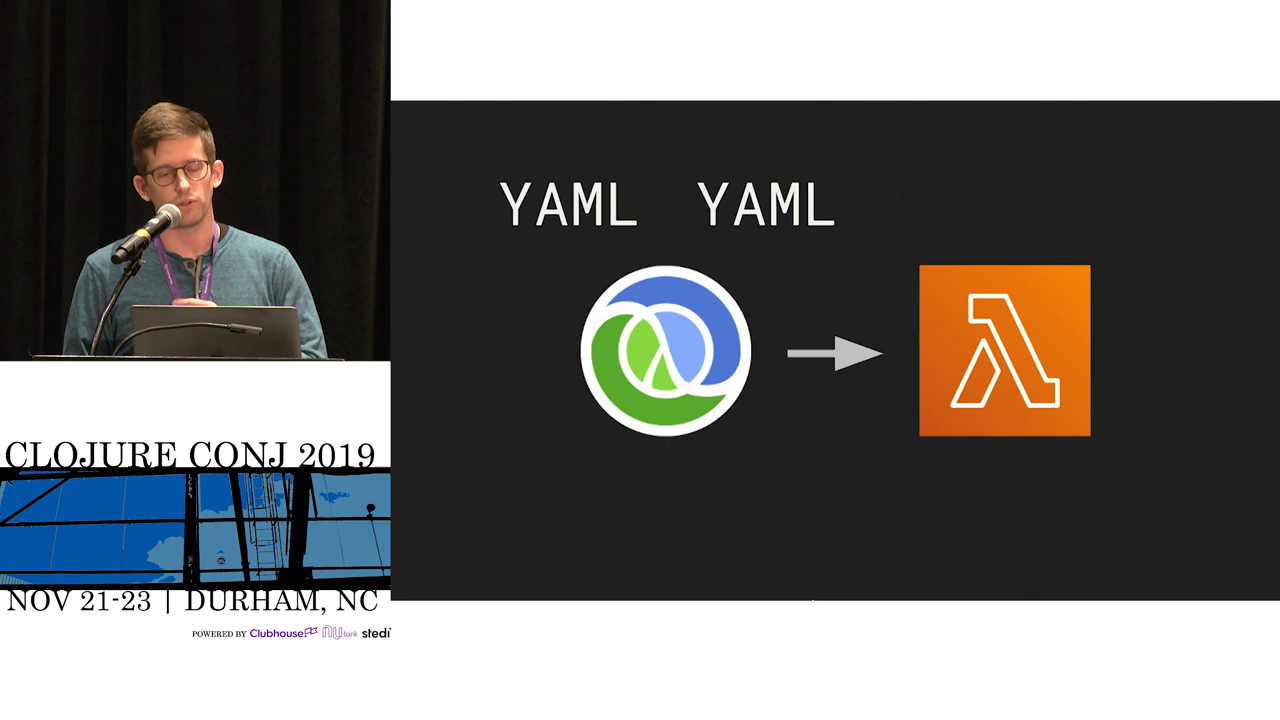 YAML YAML
CLOJURE CONJ 2019
NOV 21-23 | DURHAM, NC
POWERED BY Clubhouse nu bank stedi